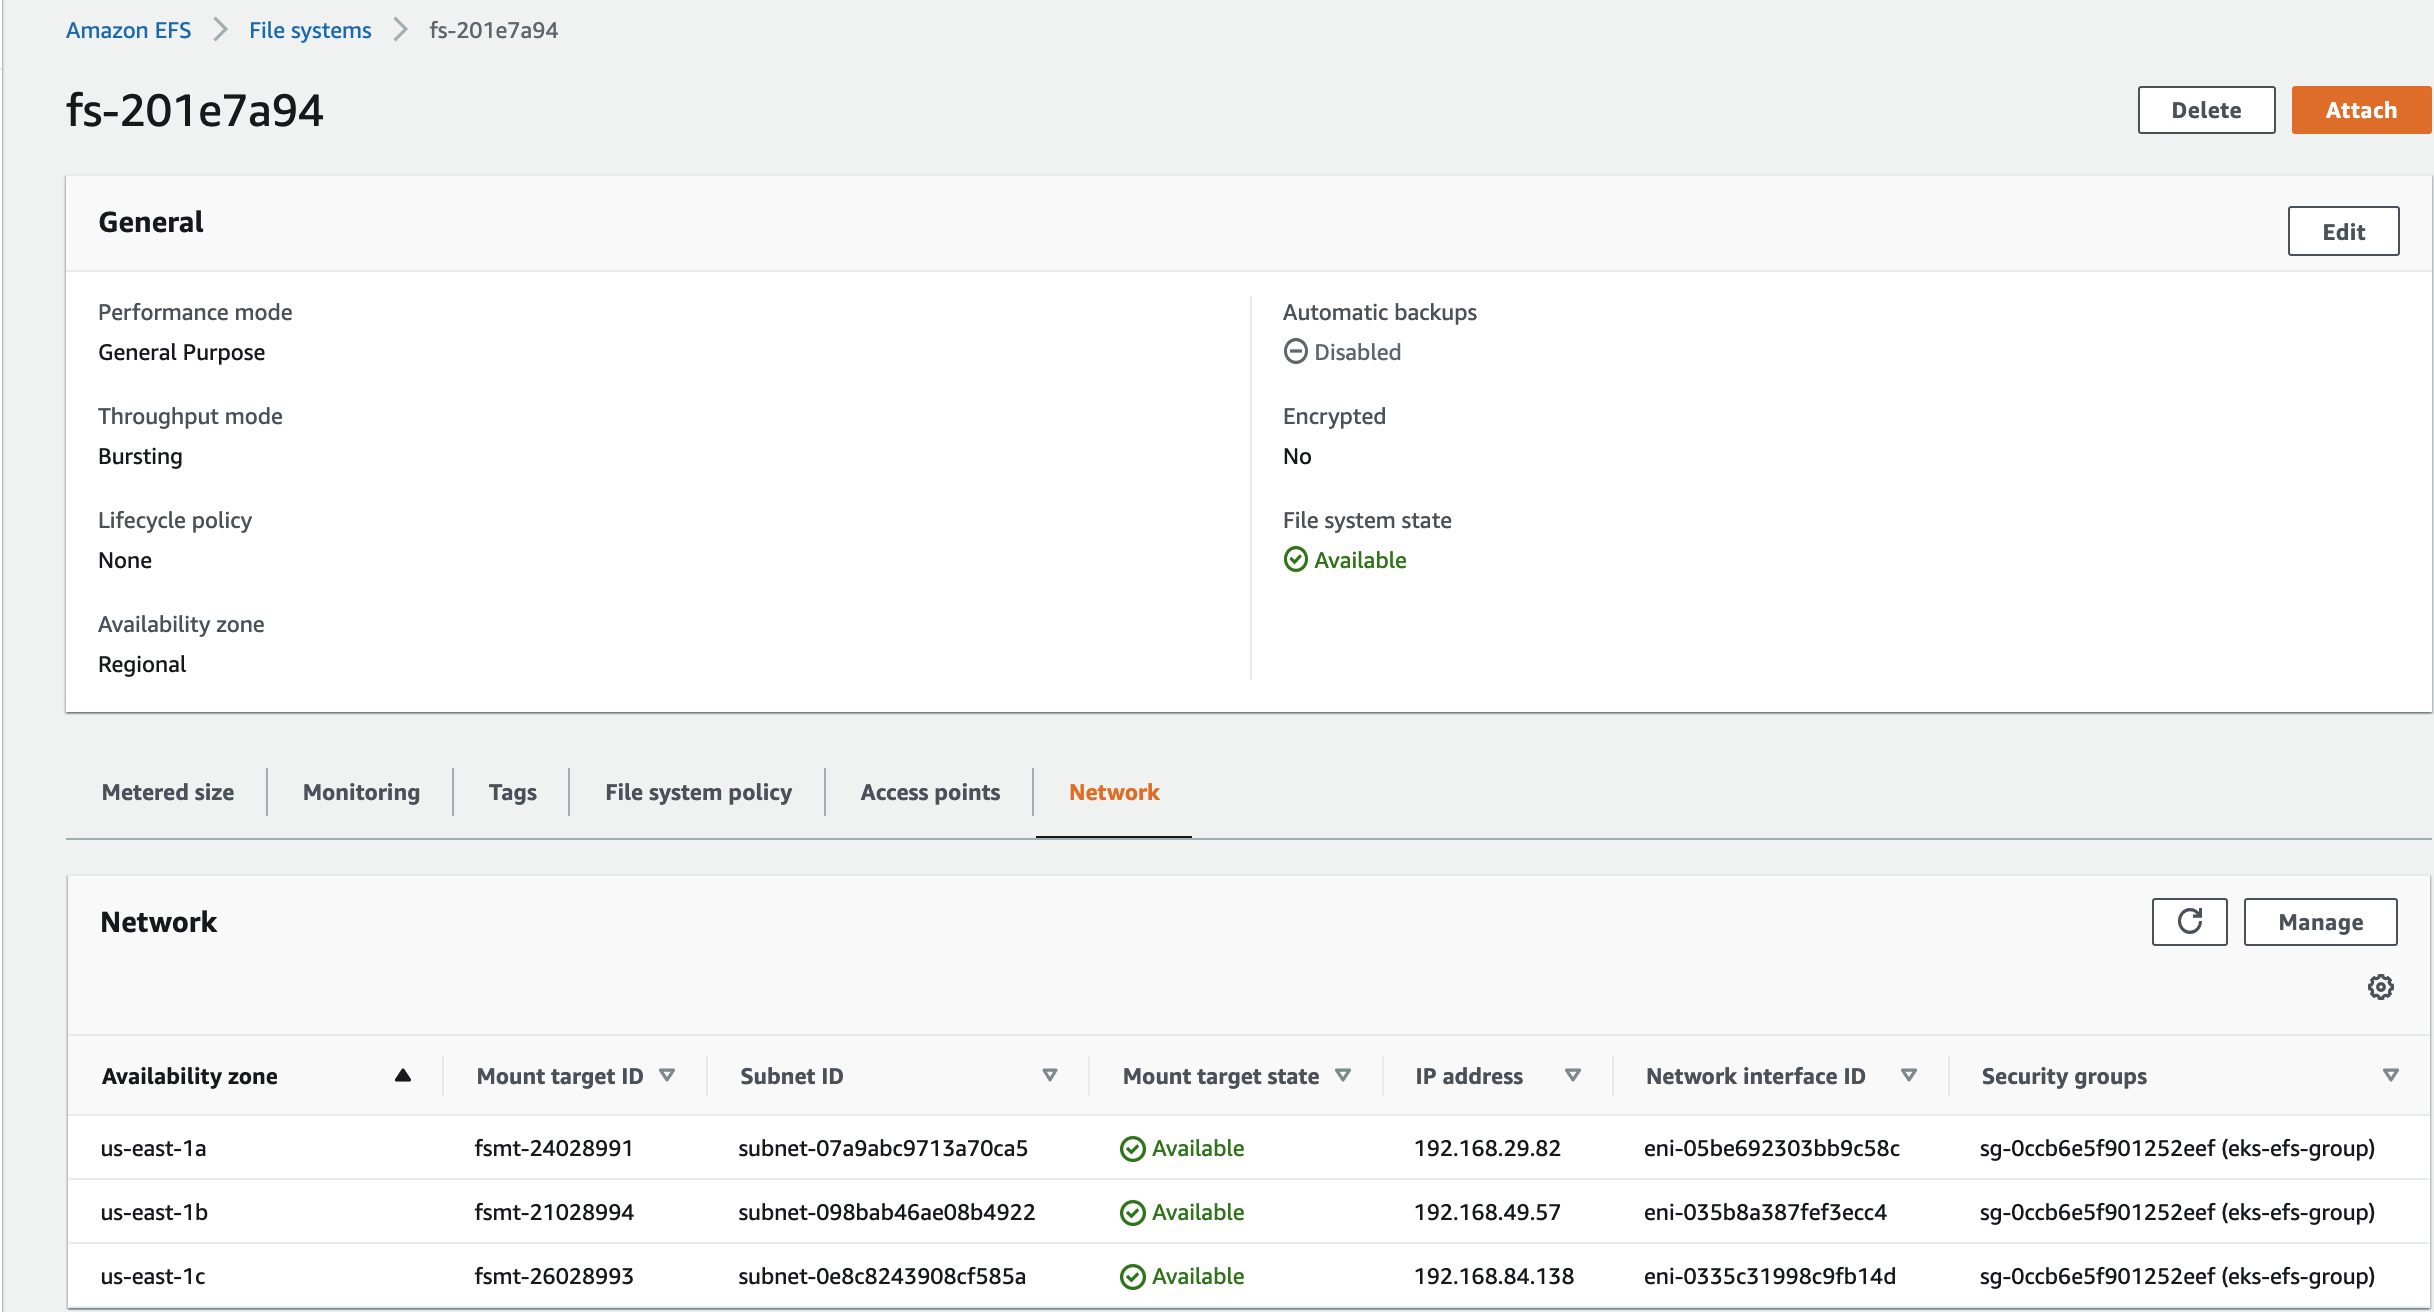 Amazon EFS File systems fs-201e7a94
fs-201e7a94
Delete Attach
General
Edit
Performance mode
General Purpose
Throughput mode
Bursting
Lifecycle policy
None
Availability zone
Regional
Automatic backups
Disabled
Encrypted
No
File system state
Available
Metered size Monitoring Tags File system policy Access points Network
Network
Manage
Availability zone Mount target ID Subnet ID Mount target state IP address Network interface ID Security groups
us-east-1a fsmt-24028991 subnet-07a9abc9713a70ca5 Available 192.168.29.82 eni-05be692303bb9c58c sg-0ccb6e5f901252eef (eks-efs-group)
us-east-1b fsmt-21028994 subnet-098bab46ae08b4922 Available 192.168.49.57 eni-035b8a387fef3ecc4 sg-0ccb6e5f901252eef (eks-efs-group)
us-east-1c fsmt-26028993 subnet-0e8c8243908cf585a Available 192.168.84.138 eni-0335c31998c9fb14d sg-0ccb6e5f901252eef (eks-efs-group)